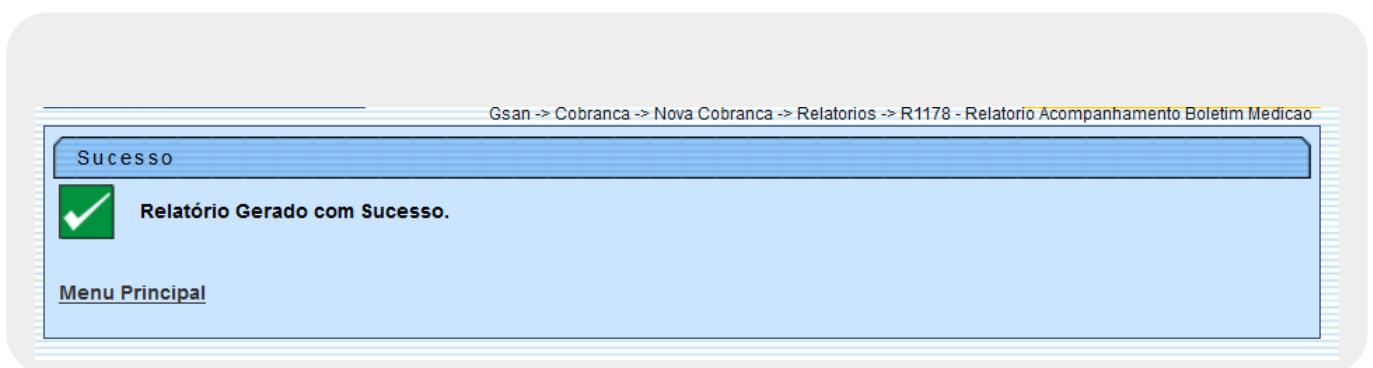 Gsan -> Cobranca -> Nova Cobranca -> Relatorios -> R1178 - Relatorio Acompanhamento Boletim Medicao
Sucesso
Relatório Gerado com Sucesso.
Menu Principal